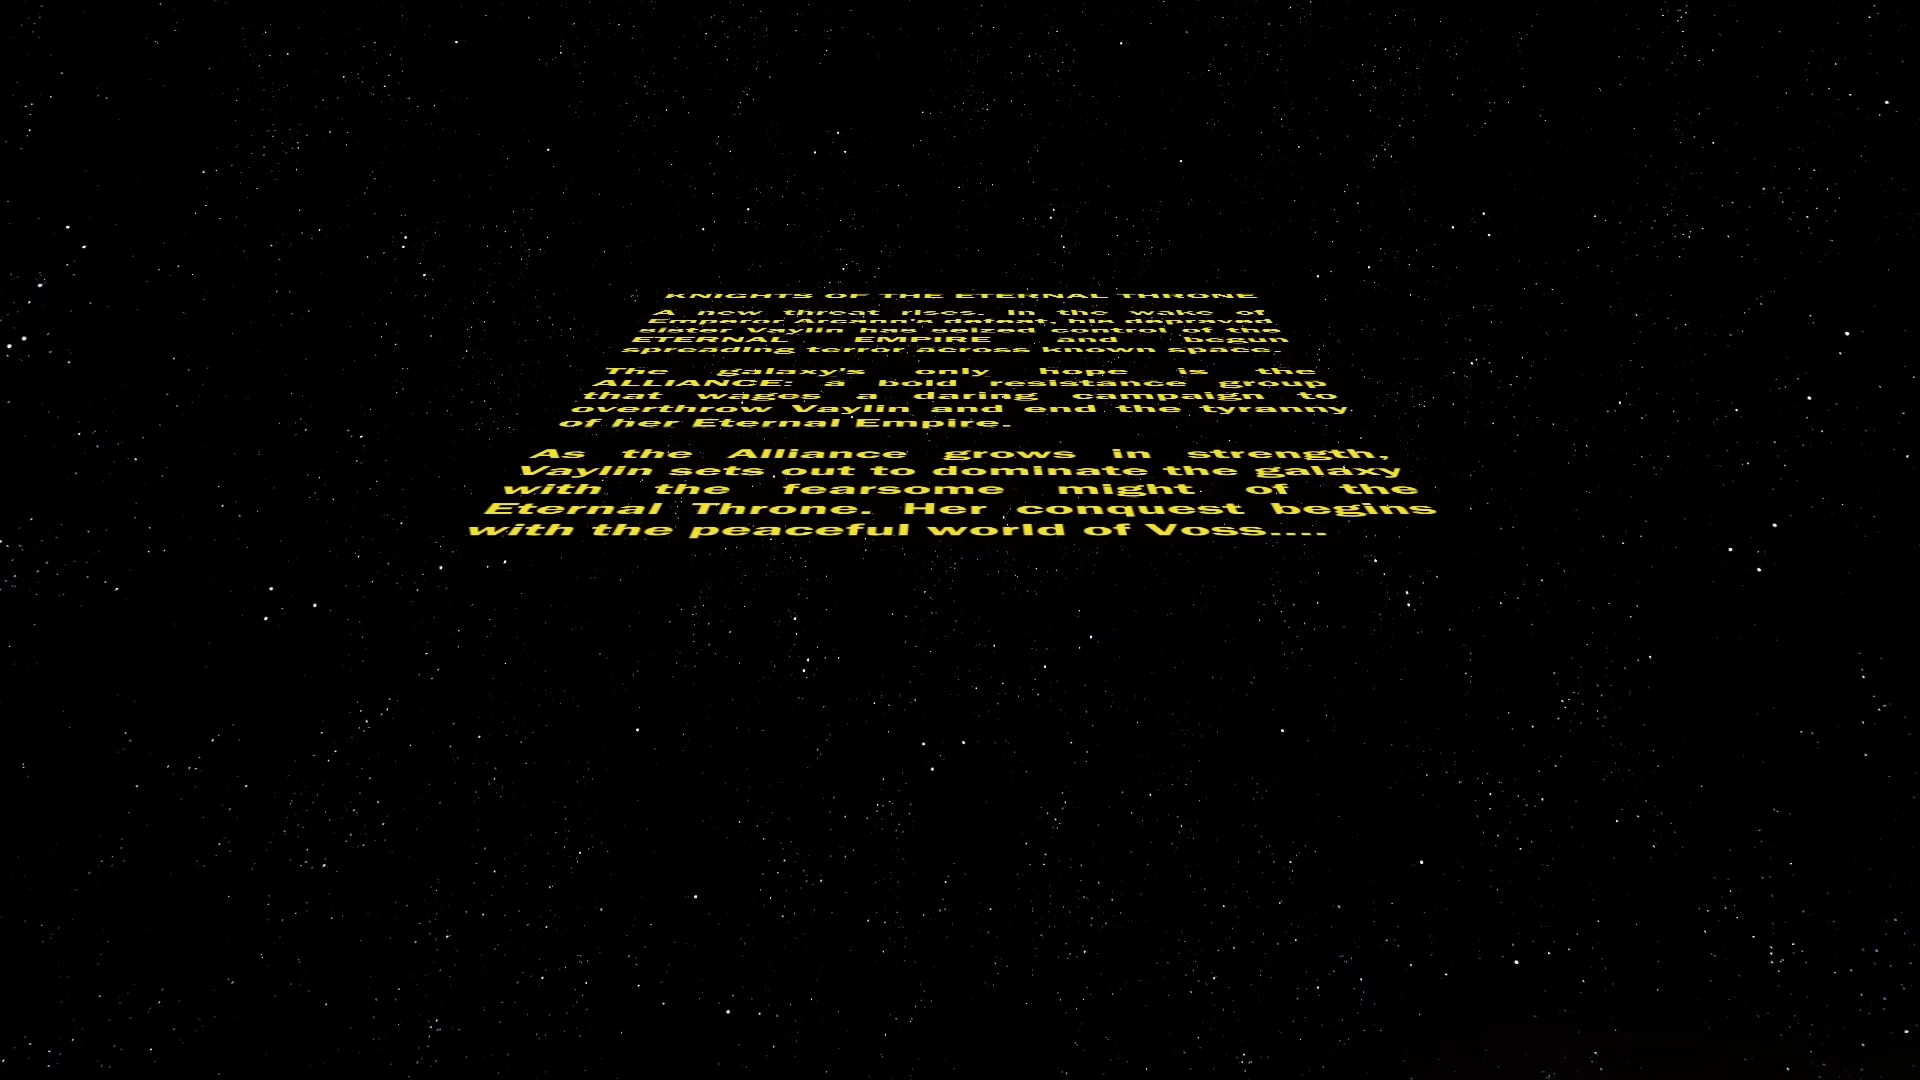 KNIGHTS OF THE ETERNAL THRONE
A new threat rises. In the wake of
Emperor Arcann's defeat, his depraved
sister Vaylin has seized control of the
ETERNAL EMPIRE and begun
spreading terror across known space.
The galaxy's only hope is the
ALLIANCE: a bold resistance group
that wages a daring campaign to
overthrow Vaylin and end the tyranny
of her Eternal Empire.
As the Alliance grows in strength,
Vaylin sets out to dominate the galaxy
with the fearsome might of the
Eternal Throne. Her conquest begins
with the peaceful world of Voss....